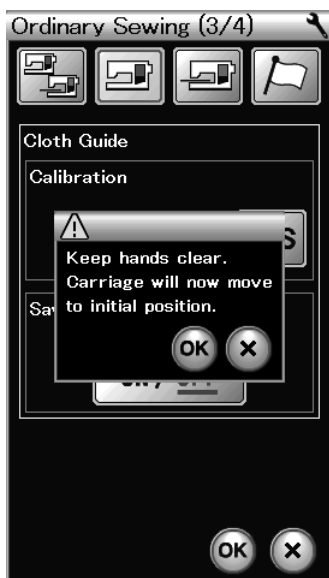 Ordinary Sewing (3/4)
Cloth Guide
Calibration
Keep hands clear.
Carriage will now move
to initial position.
OK
OK